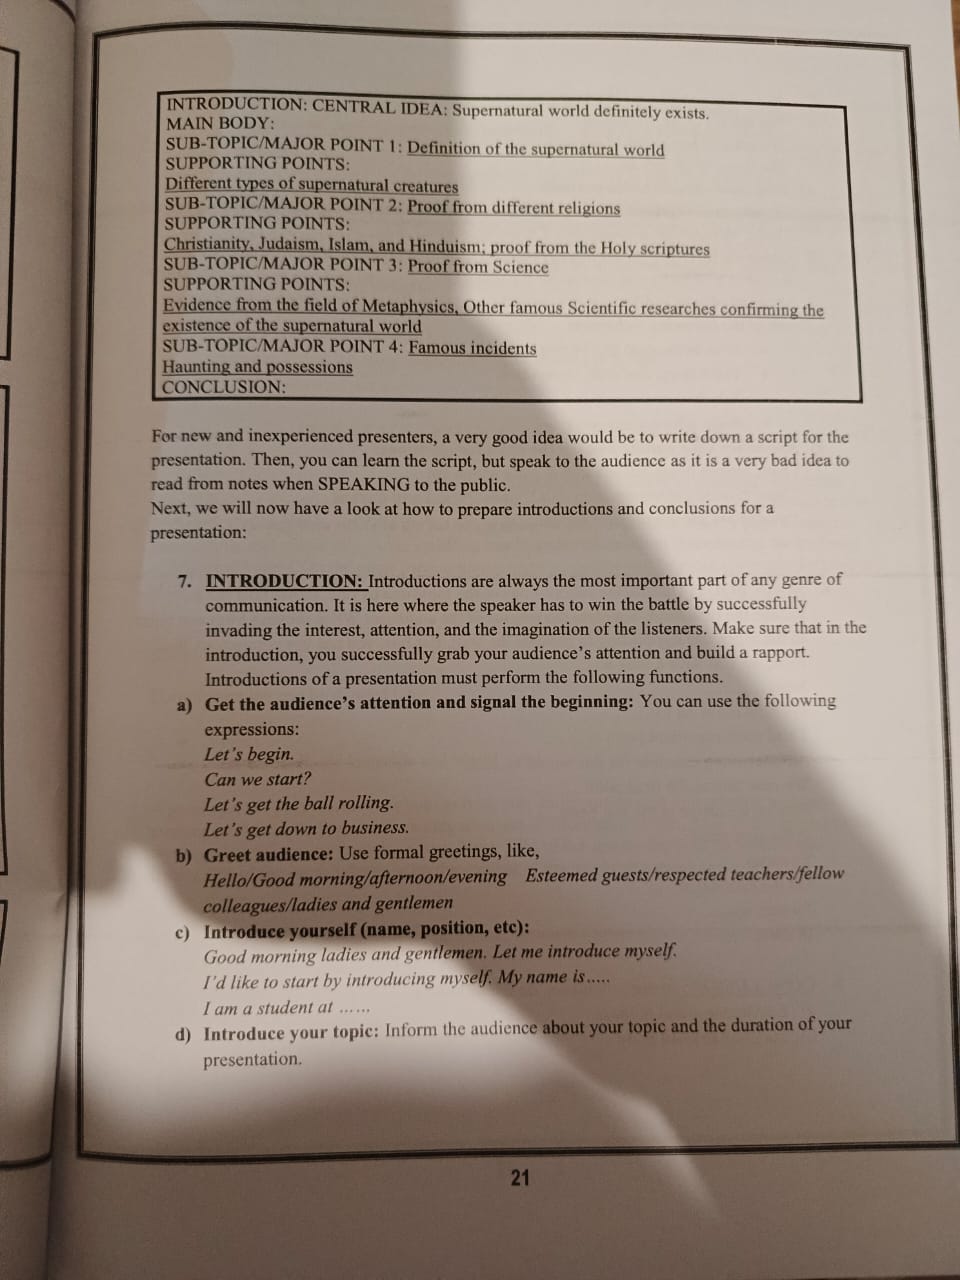 INTRODUCTION: CENTRAL IDEA: Supernatural world definitely exists.
MAIN BODY:
SUB-TOPIC/MAJOR POINT 1: Definition of the supernatural world
SUPPORTING POINTS:
Different types of supernatural creatures
SUB-TOPIC/MAJOR POINT 2: Proof from different religions
SUPPORTING POINTS:
Christianity, Judaism, Islam, and Hinduism; proof from the Holy scriptures
SUB-TOPIC/MAJOR POINT 3: Proof from Science
SUPPORTING POINTS:
Evidence from the field of Metaphysics, Other famous Scientific researches confirming the
existence of the supernatural world
SUB-TOPIC/MAJOR POINT 4: Famous incidents
Haunting and possessions
CONCLUSION:
For new and inexperienced presenters, a very good idea would be to write down a script for the
presentation. Then, you can learn the script, but speak to the audience as it is a very bad idea to
read from notes when SPEAKING to the public.
Next, we will now have a look at how to prepare introductions and conclusions for a
presentation:
7. INTRODUCTION: Introductions are always the most important part of any genre of
communication. It is here where the speaker has to win the battle by successfully
invading the interest, attention, and the imagination of the listeners. Make sure that in the
introduction, you successfully grab your audience's attention and build a rapport.
Introductions of a presentation must perform the following functions.
a) Get the audience's attention and signal the beginning: You can use the following
expressions:
Let's begin.
Can we start?
Let's get the ball rolling.
Let's get down to business.
b) Greet audience: Use formal greetings, like,
Hello/Good morning/afternoon/evening Esteemed guests/respected teachers/fellow
colleagues/ladies and gentlemen
c) Introduce yourself (name, position, etc):
Good morning ladies and gentlemen. Let me introduce myself.
I'd like to start by introducing myself. My name is.....
I am a student at ......
d) Introduce your topic: Inform the audience about your topic and the duration of your
presentation.
21